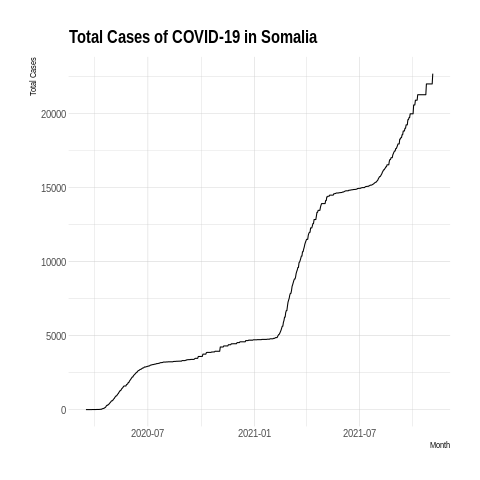 Total Cases of COVID-19 in Somalia
Total Cases
20000
15000
10000
5000
0
2020-07 2021-01 2021-07
Month